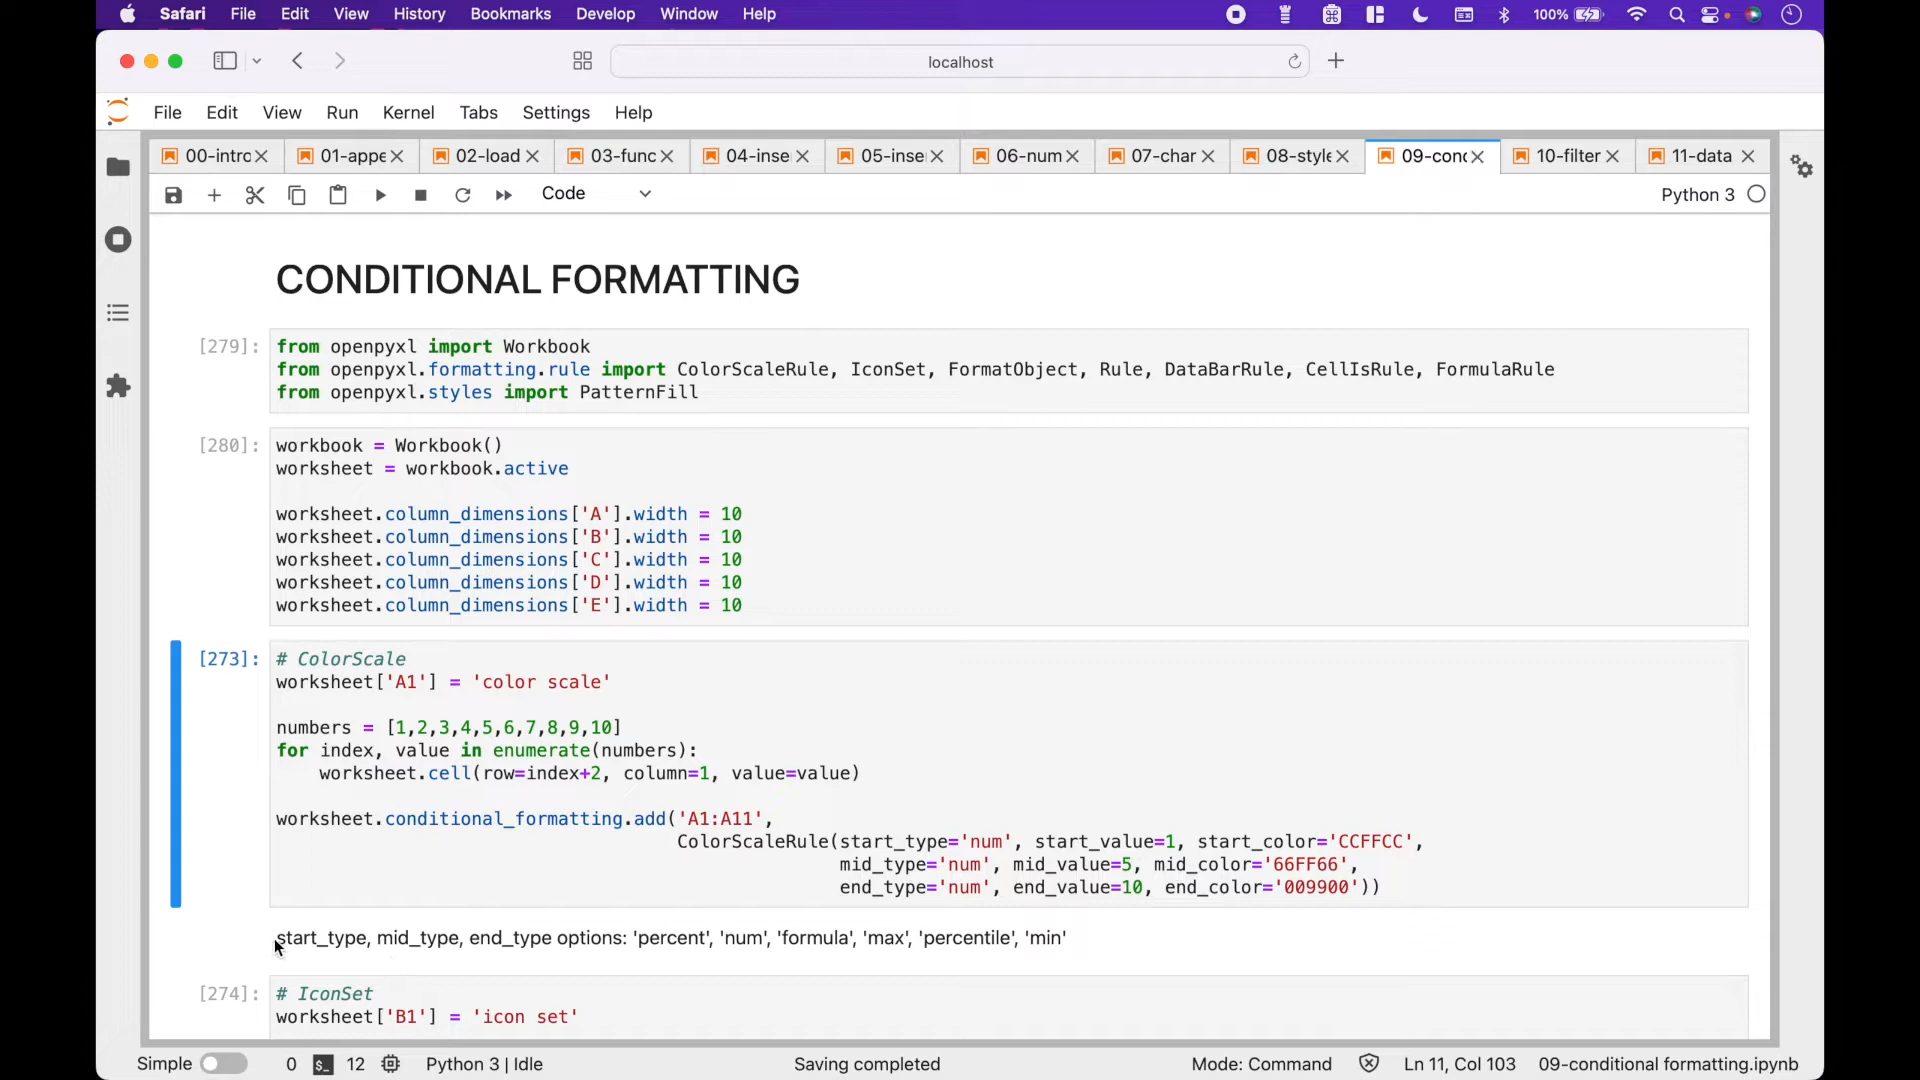 Safari File Edit View History Bookmarks Develop Window Help 100%
localhost
File Edit View Run Kernel Tabs Settings Help
00-intro 01-appe 02-load 03-func 04-inse 05-inse 06-num 07-char 08-style 09-con 10-filter 11-data
Code Python 3
CONDITIONAL FORMATTING
[279]: from openpyxl import Workbook
from openpyxl.formatting.rule import ColorScaleRule, IconSet, FormatObject, Rule, DataBarRule, CellIsRule, FormulaRule
from openpyxl.styles import PatternFill
[280]: workbook = Workbook()
worksheet = workbook.active
worksheet.column_dimensions['A'].width = 10
worksheet.column_dimensions['B'].width = 10
worksheet.column_dimensions['C'].width = 10
worksheet.column_dimensions['D'].width = 10
worksheet.column_dimensions['E'].width = 10
[273]: # ColorScale
worksheet['A1'] = 'color scale'
numbers = [1,2,3,4,5,6,7,8,9,10]
for index, value in enumerate(numbers):
    worksheet.cell(row=index+2, column=1, value=value)
worksheet.conditional_formatting.add('A1:A11',
ColorScaleRule(start_type='num', start_value=1, start_color='CCFFCC',
mid_type='num', mid_value=5, mid_color='66FF66',
end_type='num', end_value=10, end_color='009900'))
start_type, mid_type, end_type options: 'percent', 'num', 'formula', 'max', 'percentile', 'min'
[274]: # IconSet
worksheet['B1'] = 'icon set'
Simple 0 $_ 12 Python 3 | Idle Saving completed Mode: Command Ln 11, Col 103 09-conditional formatting.ipynb